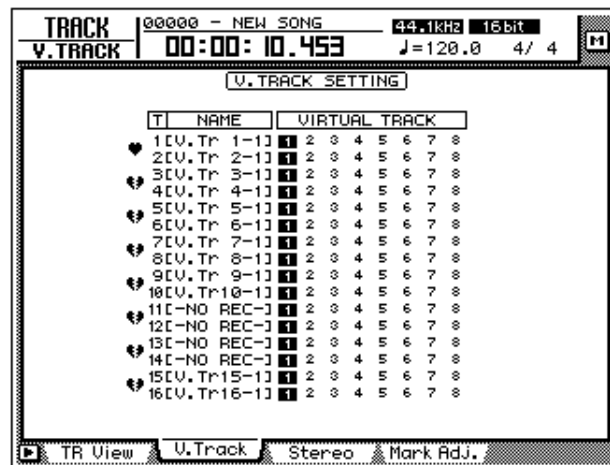 TRACK 00000 - NEW SONG 44.1kHz 16bit
V.TRACK 00:00: 10.453 ♩=120.0 4/ 4 M
V.TRACK SETTING
T NAME VIRTUAL TRACK
1[V.Tr 1-1] 1 2 3 4 5 6 7 8
2[V.Tr 2-1] 1 2 3 4 5 6 7 8
3[V.Tr 3-1] 1 2 3 4 5 6 7 8
4[V.Tr 4-1] 1 2 3 4 5 6 7 8
5[V.Tr 5-1] 1 2 3 4 5 6 7 8
6[V.Tr 6-1] 1 2 3 4 5 6 7 8
7[V.Tr 7-1] 1 2 3 4 5 6 7 8
8[V.Tr 8-1] 1 2 3 4 5 6 7 8
9[V.Tr 9-1] 1 2 3 4 5 6 7 8
10[V.Tr10-1] 1 2 3 4 5 6 7 8
11[-NO REC-] 1 2 3 4 5 6 7 8
12[-NO REC-] 1 2 3 4 5 6 7 8
13[-NO REC-] 1 2 3 4 5 6 7 8
14[-NO REC-] 1 2 3 4 5 6 7 8
15[V.Tr15-1] 1 2 3 4 5 6 7 8
16[V.Tr16-1] 1 2 3 4 5 6 7 8
TR View V.Track Stereo Mark Adj.